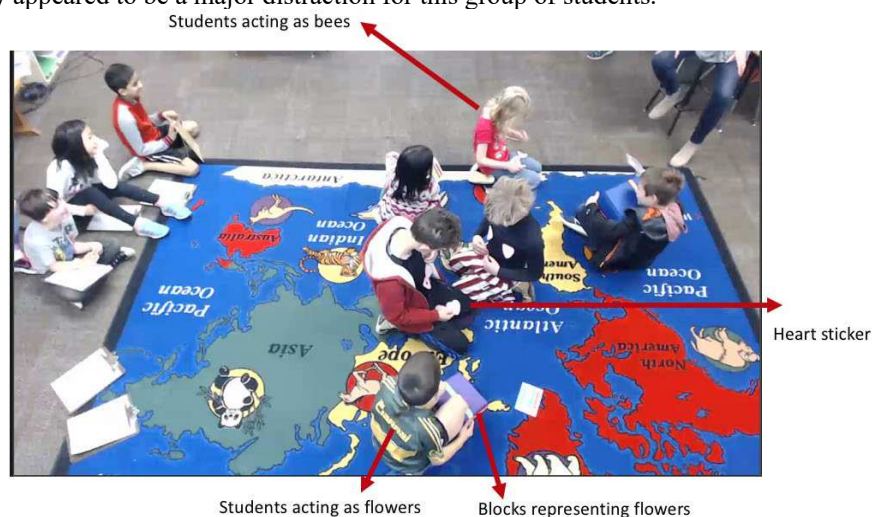 y appeared to be a major distraction for this group of students.
Students acting as bees
Antarctica
Indian
Ocean
Australia
Pacific
Ocean
South
Amer
Pacific
Ocean
Atlantic
Ocean
Heart sticker
Asia
North
America
Students acting as flowers
Blocks representing flowers